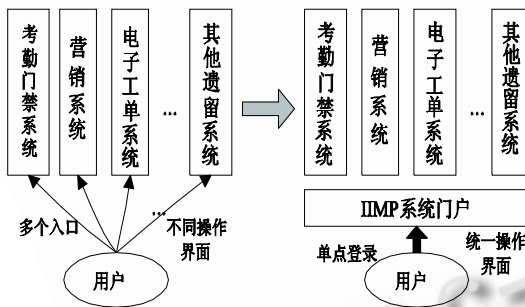 考勤门禁系统
营销系统
电子工单系统
...
其他遗留系统
多个入口
...
不同操作
界面
用户
考勤门禁系统
营销系统
电子工单系统
...
其他遗留系统
IIMP系统门户
单点登录
统一操作
界面
用户